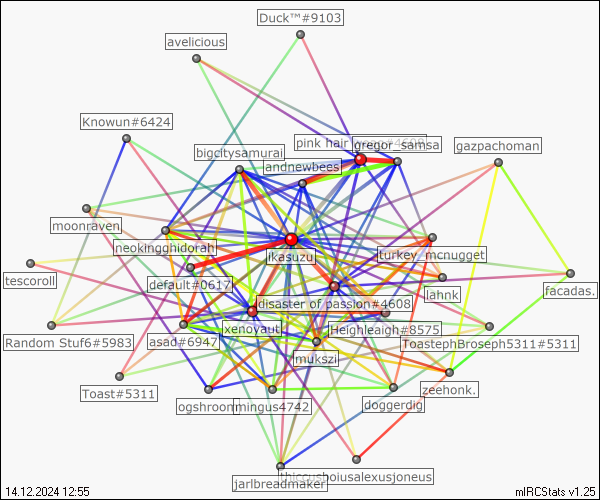 Duck™#9103
avelicious
Knowun#6424
pink hair
gregor_samsa
gazpachoman
bigcitysamurai
andnewbees
moonraven
neokingghidorah
ikasuzu
turkey_mcnugget
tescoroll
default#0617
lahnk
facadas.
disaster of passion#4608
Random Stuf6#5983
asad#6947
xenoyaut
Heighleaigh#8575
ToastephBroseph5311#5311
mukszi
Toast#5311
zeehonk.
ogshroom
mingus4742
doggerdig
thiccusboiusalexusjoneus
jarlbreadmaker
14.12.2024 12:55
mIRCStats v1.25